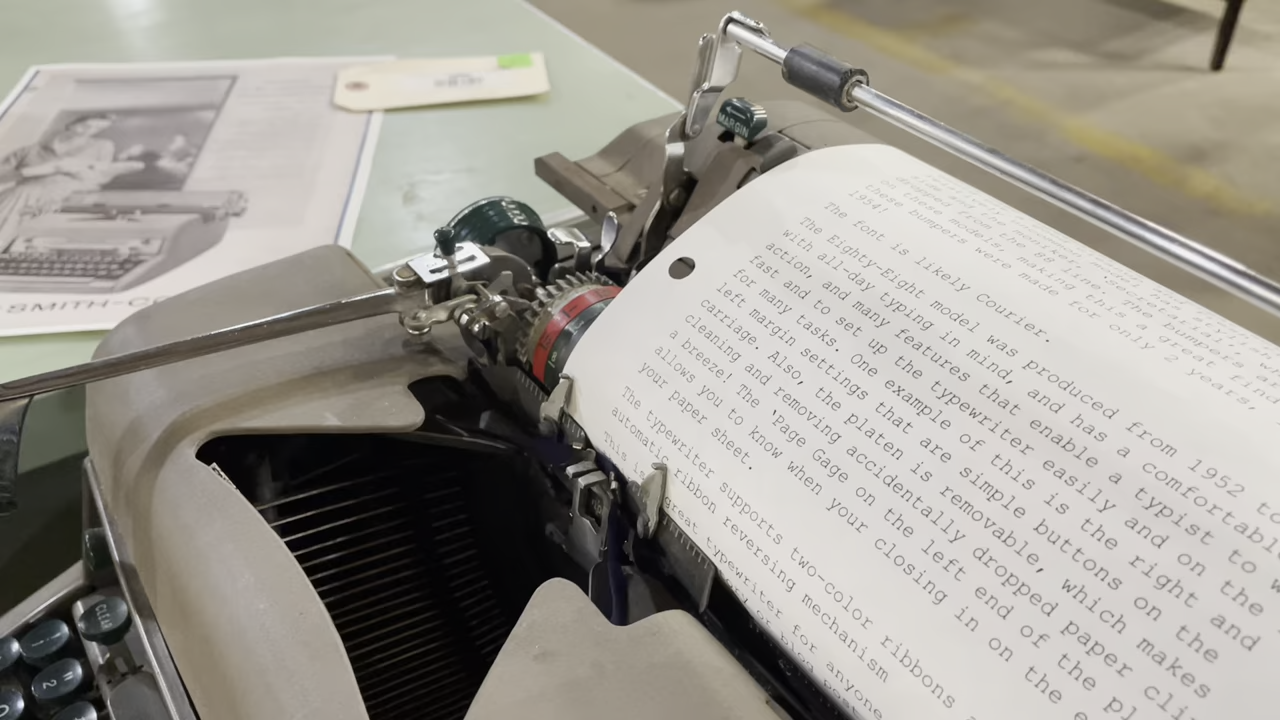 SMITH-CO
MARGIN
dropped from the 88 line. The bumpers
on these models, making this a great find
these bumpers were made for only 2 years,
1954!
The font is likely Courier.
The Eighty-Eight model was produced from 1952 to
with all-day typing in mind, and has a comfortabl
action, and many features that enable a typist to w
fast and to set up the typewriter easily and on the
for many tasks. One example of this is the right and
left margin settings that are simple buttons on the
carriage. Also, the platen is removable, which makes
cleaning and removing accidentally dropped paper cli
a breeze! The 'Page Gage on the left end of the pl
allows you to know when your closing in on the e
your paper sheet.
The typewriter supports two-color ribbons a
automatic ribbon reversing mechanism
This is great typewriter for anyone
CLEAR
" 2